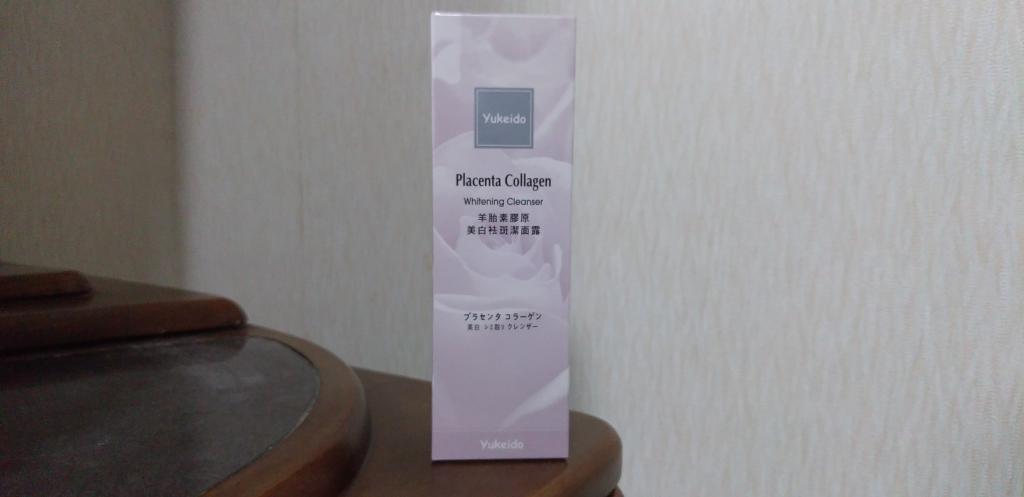 Yukeido
Placenta Collagen
Whitening Cleanser
羊胎素膠原
美白袪斑潔面露
プラセンタ コラーゲン
美白 シミ取り クレンザー
Yukeido